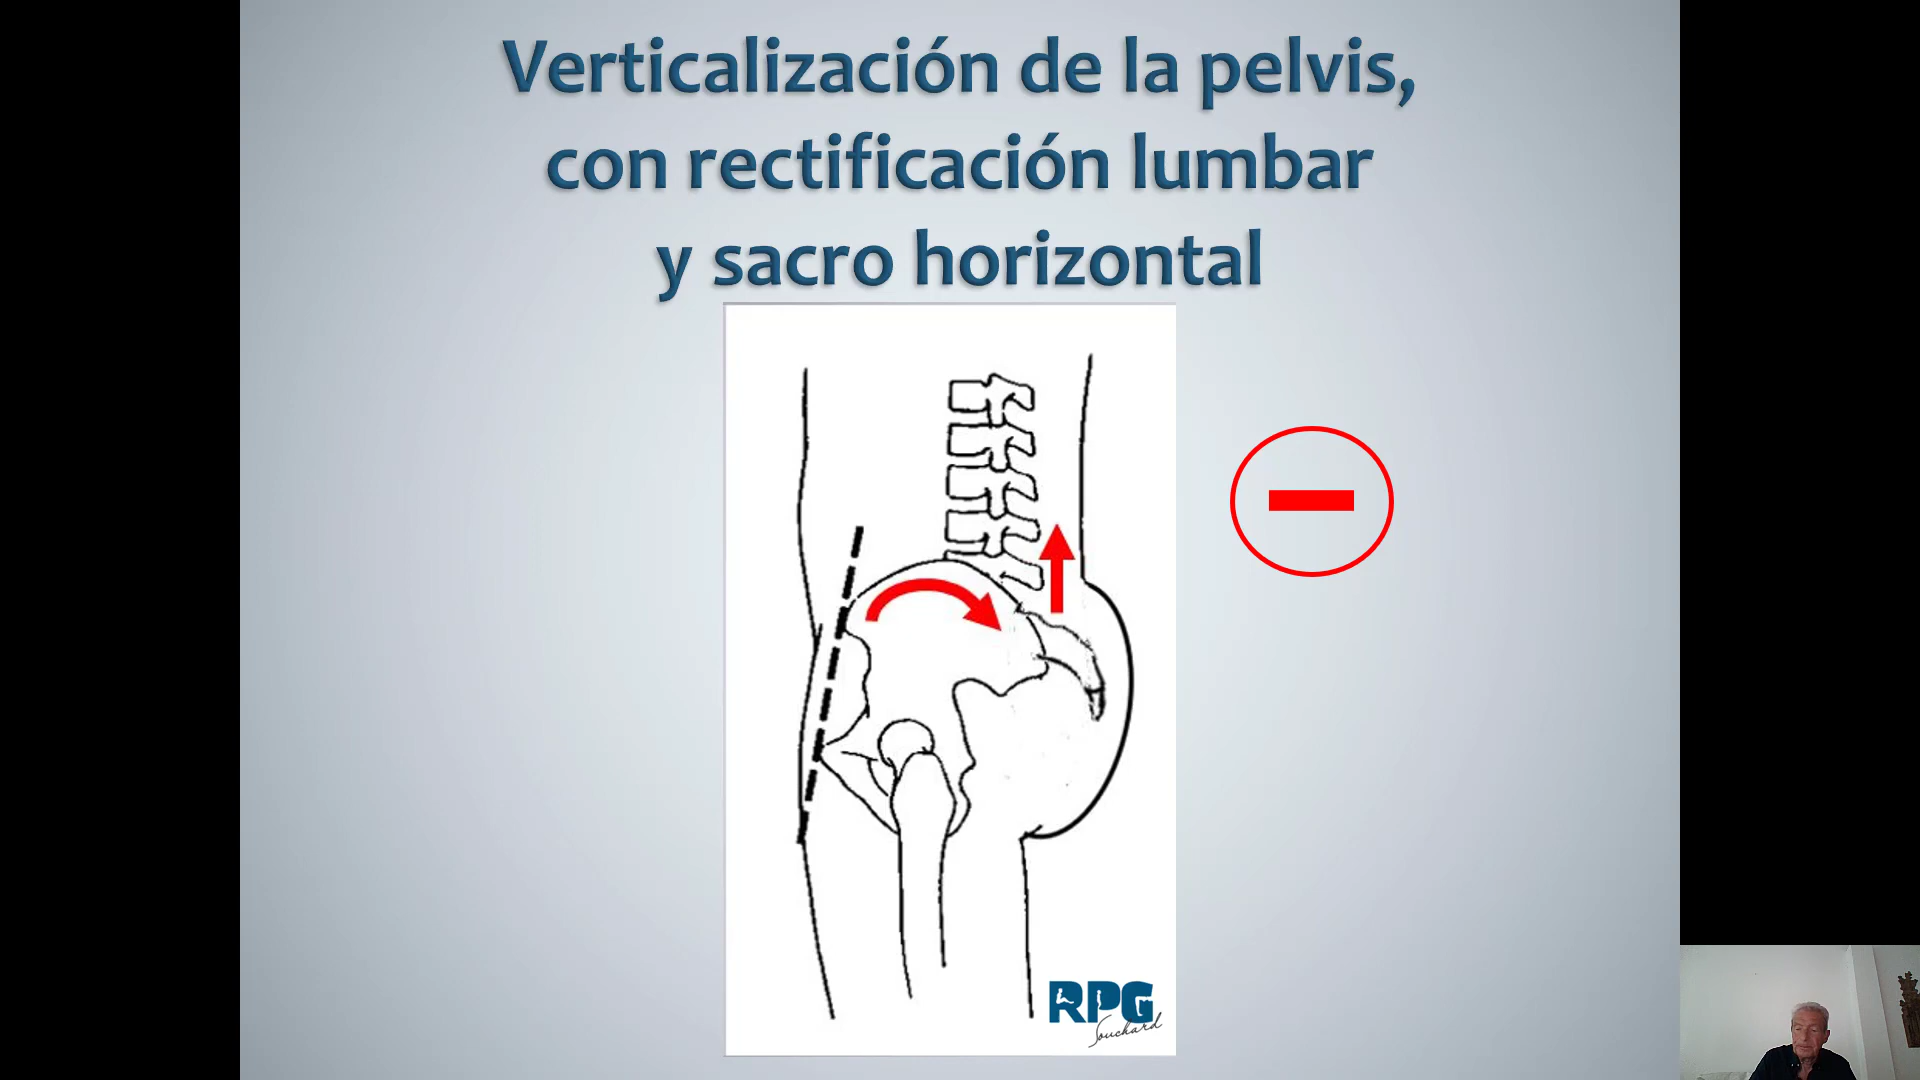 Verticalización de la pelvis,
con rectificación lumbar
y sacro horizontal
RPG
Souchard